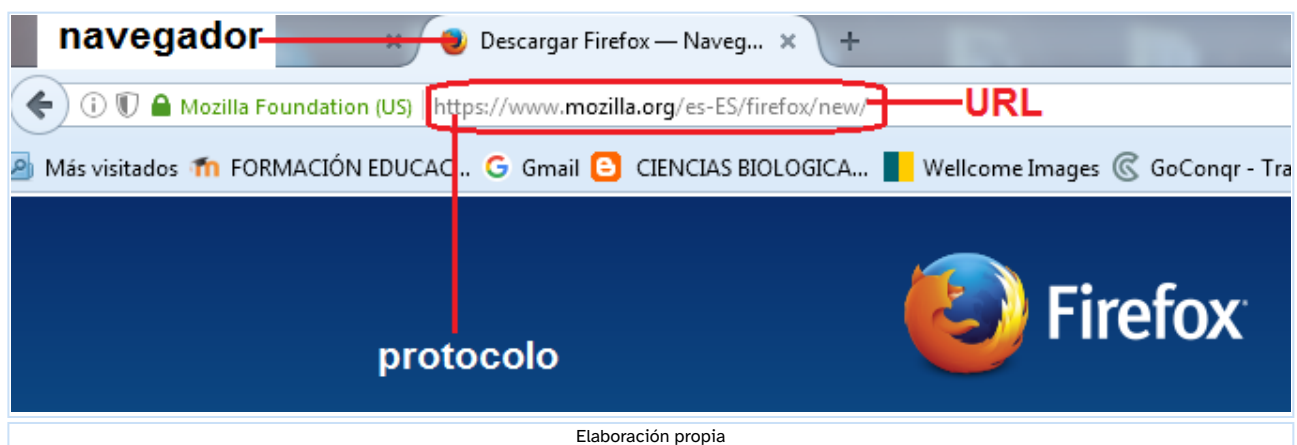 navegador
Descargar Firefox — Naveg...
Mozilla Foundation (US) https://www.mozilla.org/es-ES/firefox/new/ URL
Más visitados FORMACIÓN EDUCAC... Gmail CIENCIAS BIOLOGICA... Wellcome Images GoConqr - Tra
Firefox
protocolo
Elaboración propia